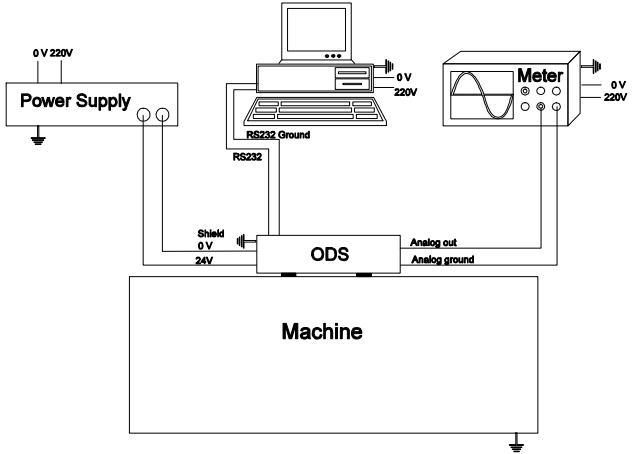 0 V 220V
Power Supply
0 V
220V
RS232 Ground
RS232
Meter
0 V
220V
Shield
0 V
24V
ODS
Analog out
Analog ground
Machine